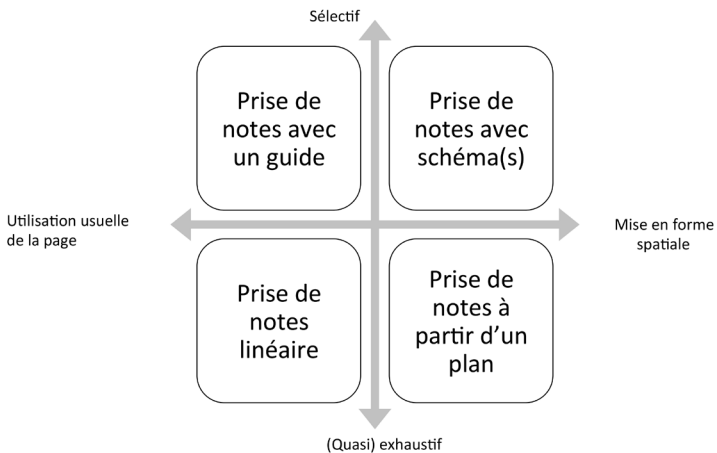 Sélectif
Prise de
notes avec
un guide
Prise de
notes avec
schéma(s)
Utilisation usuelle
de la page
Mise en forme
spatiale
Prise de
notes
linéaire
Prise de
notes à
partir d’un
plan
(Quasi) exhaustif